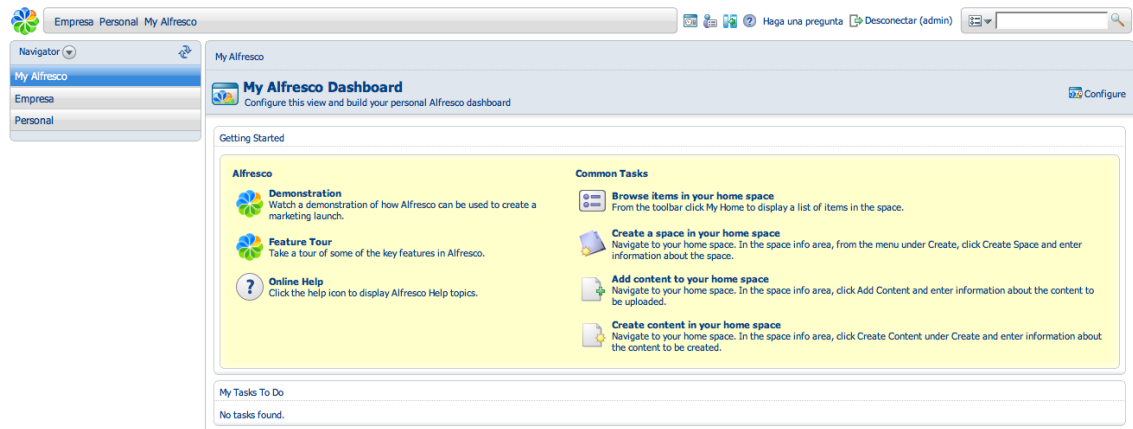 Empresa Personal My Alfresco
Haga una pregunta Desconectar (admin)
Navigator
My Alfresco
Empresa
Personal
My Alfresco
My Alfresco Dashboard
Configure this view and build your personal Alfresco dashboard
Configure
Getting Started
Alfresco
Demonstration
Watch a demonstration of how Alfresco can be used to create a
marketing launch.
Feature Tour
Take a tour of some of the key features in Alfresco.
Online Help
Click the help icon to display Alfresco Help topics.
Common Tasks
Browse items in your home space
From the toolbar click My Home to display a list of items in the space.
Create a space in your home space
Navigate to your home space. In the space info area, from the menu under Create, click Create Space and enter
information about the space.
Add content to your home space
Navigate to your home space. In the space info area, click Add Content and enter information about the content to
be uploaded.
Create content in your home space
Navigate to your home space. In the space info area, click Create Content under Create and enter information about
the content to be created.
My Tasks To Do
No tasks found.